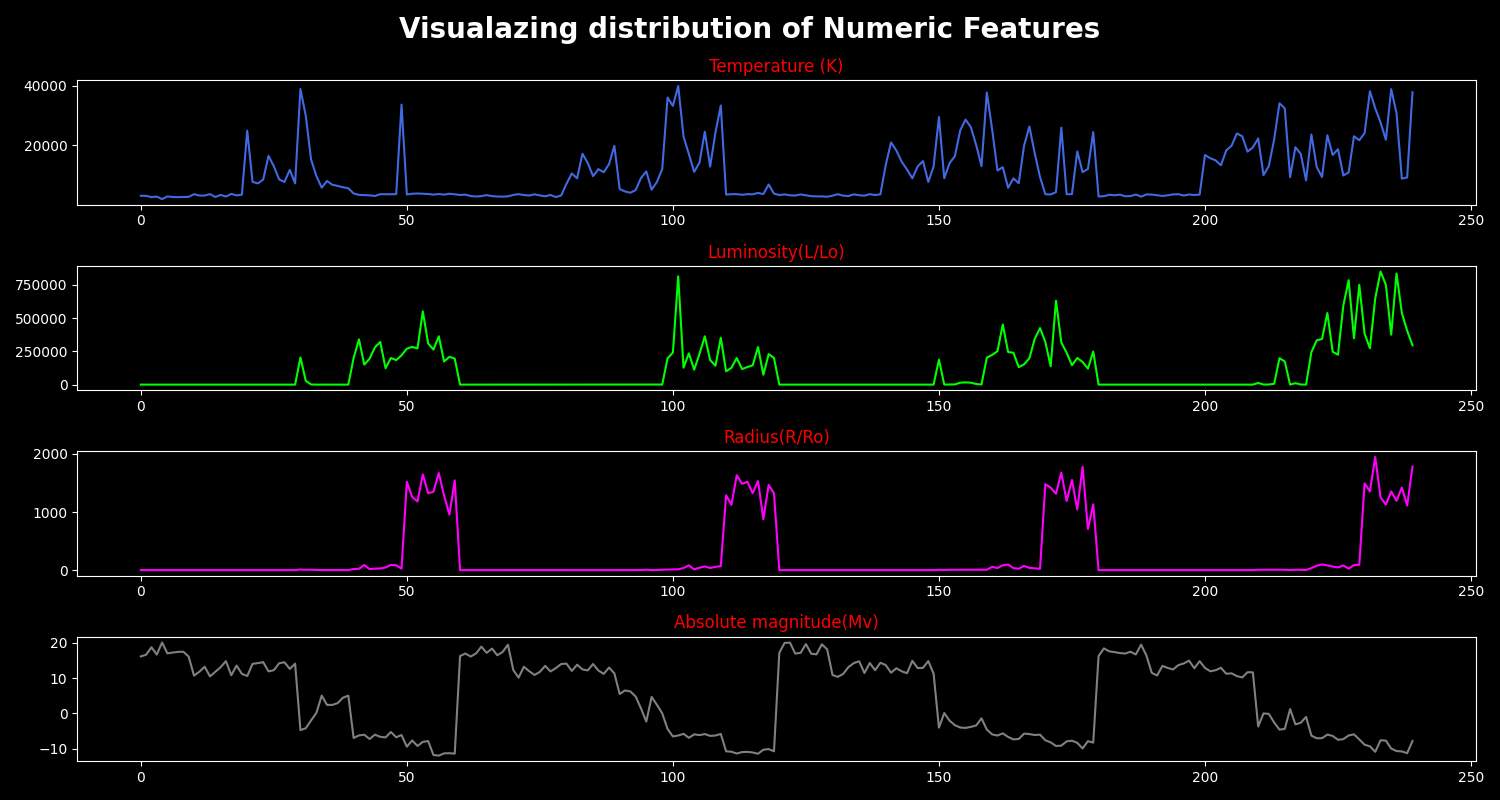 Visualazing distribution of Numeric Features
Temperature (K)
40000
20000
0 50 100 150 200 250
Luminosity(L/Lo)
750000
500000
250000
0
0 50 100 150 200 250
Radius(R/Ro)
2000
1000
0
0 50 100 150 200 250
Absolute magnitude(Mv)
20
10
0
−10
0 50 100 150 200 250